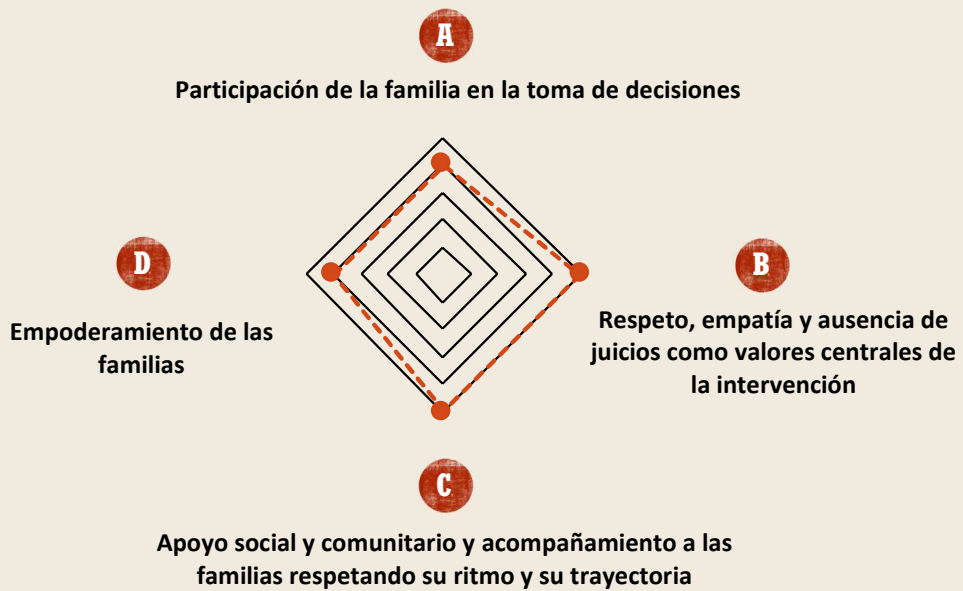 A
Participación de la familia en la toma de decisiones
D
Empoderamiento de las
familias
B
Respeto, empatía y ausencia de
juicios como valores centrales de
la intervención
C
Apoyo social y comunitario y acompañamiento a las
familias respetando su ritmo y su trayectoria